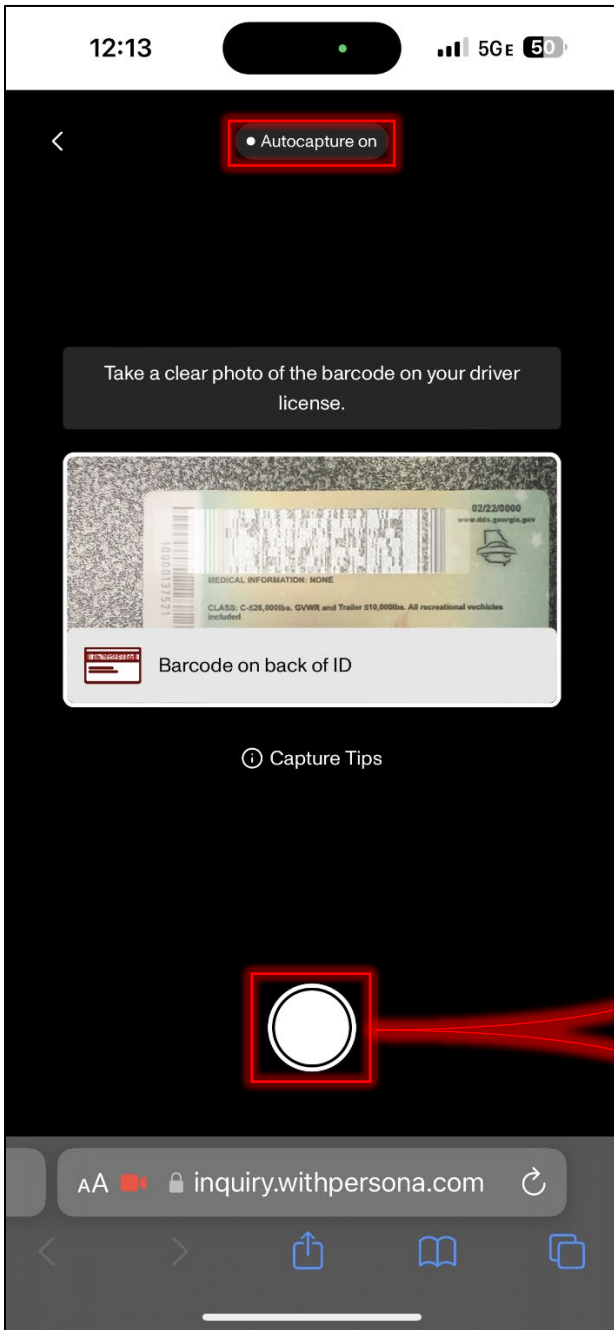 12:13 5GE 50
Autocapture on
Take a clear photo of the barcode on your driver
license.
02/22/0000
www.dds.georgia.gov
10000137521
MEDICAL INFORMATION: NONE
CLASS: C-≤26,000lbs. GVWR and Trailer ≤10,000lbs. All recreational vechicles
included
Barcode on back of ID
Capture Tips
AA inquiry.withpersona.com